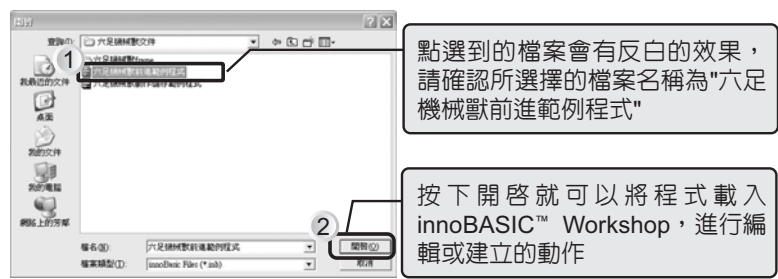 開啟
查詢(I):
六足機械獸文件
1
六足機械獸frame
六足機械獸前進範例程式
我最近的文件
桌面
我的文件
我的電腦
網路上的芳鄰
檔名(N):
六足機械獸前進範例程式
開啟(O)
檔案類型(T):
innoBasic Files (*.inb)
取消
2
點選到的檔案會有反白的效果，
請確認所選擇的檔案名稱為"六足
機械獸前進範例程式"
按下開啓就可以將程式載入
innoBASIC™ Workshop，進行編
輯或建立的動作